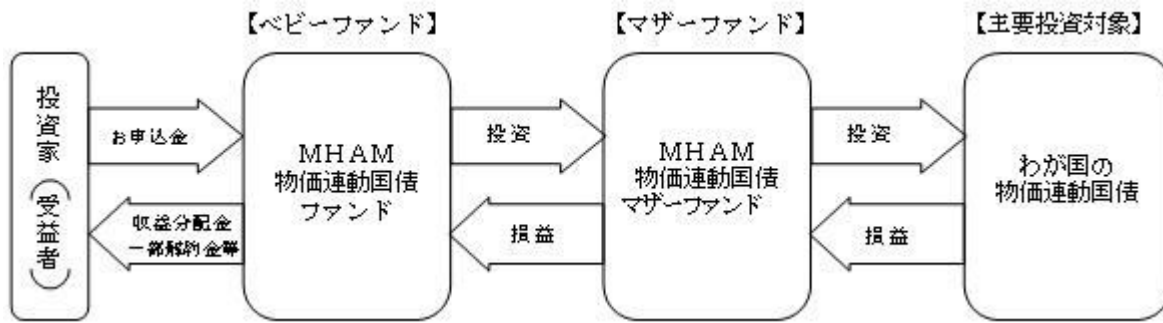 【ベビーファンド】
【マザーファンド】
【主要投資対象】
投資家（受益者）
お申込金
収益分配金
一部解約金等
ＭＨＡＭ
物価連動国債
ファンド
投資
損益
ＭＨＡＭ
物価連動国債
マザーファンド
投資
損益
わが国の
物価連動国債